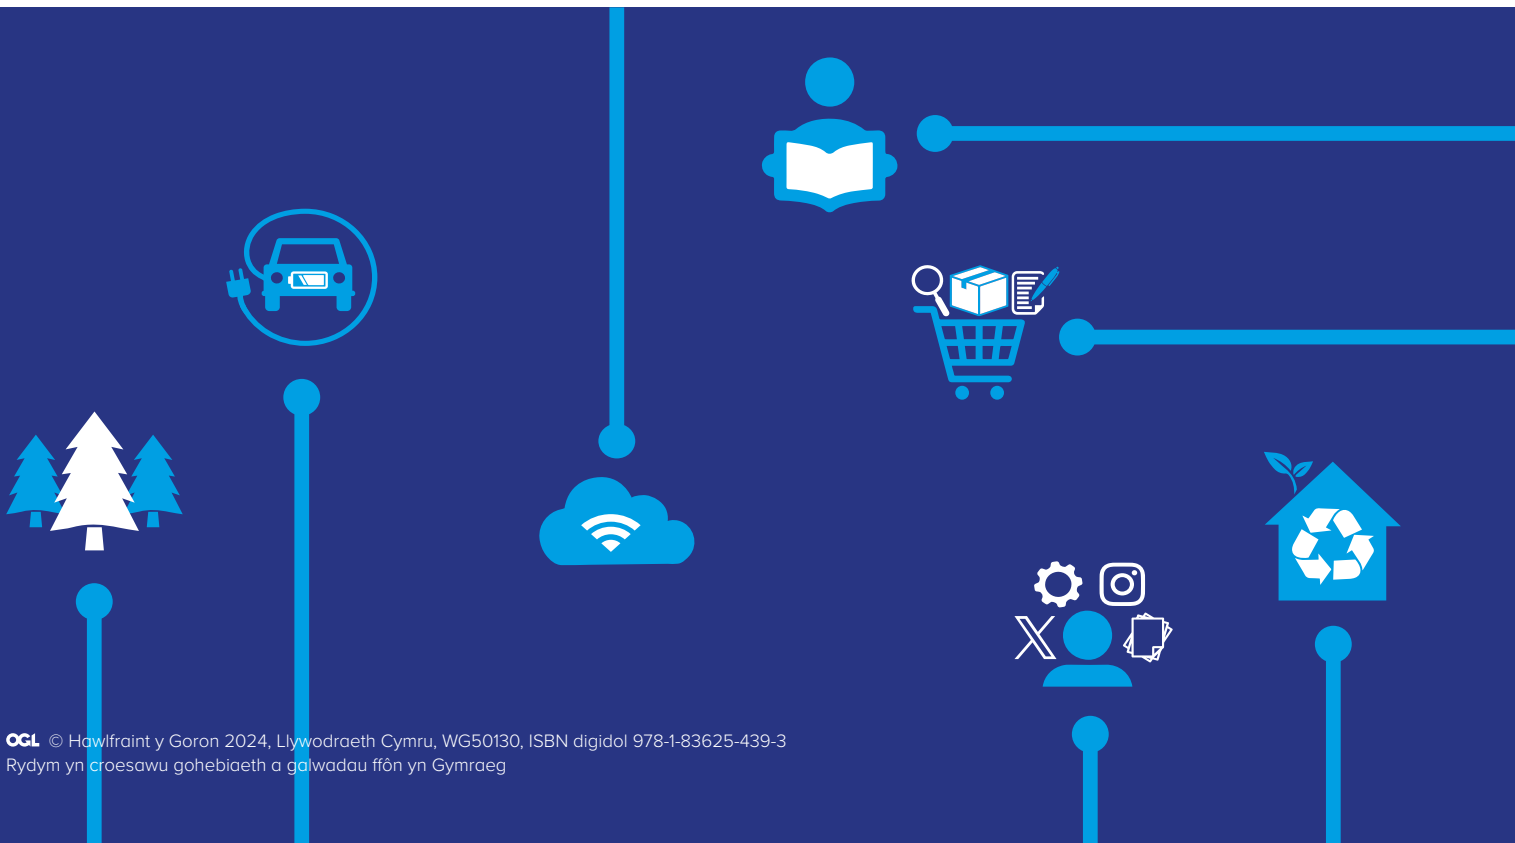 OGL © Hawlfraint y Goron 2024, Llywodraeth Cymru, WG50130, ISBN digidol 978-1-83625-439-3
Rydym yn croesawu gohebiaeth a galwadau ffôn yn Gymraeg